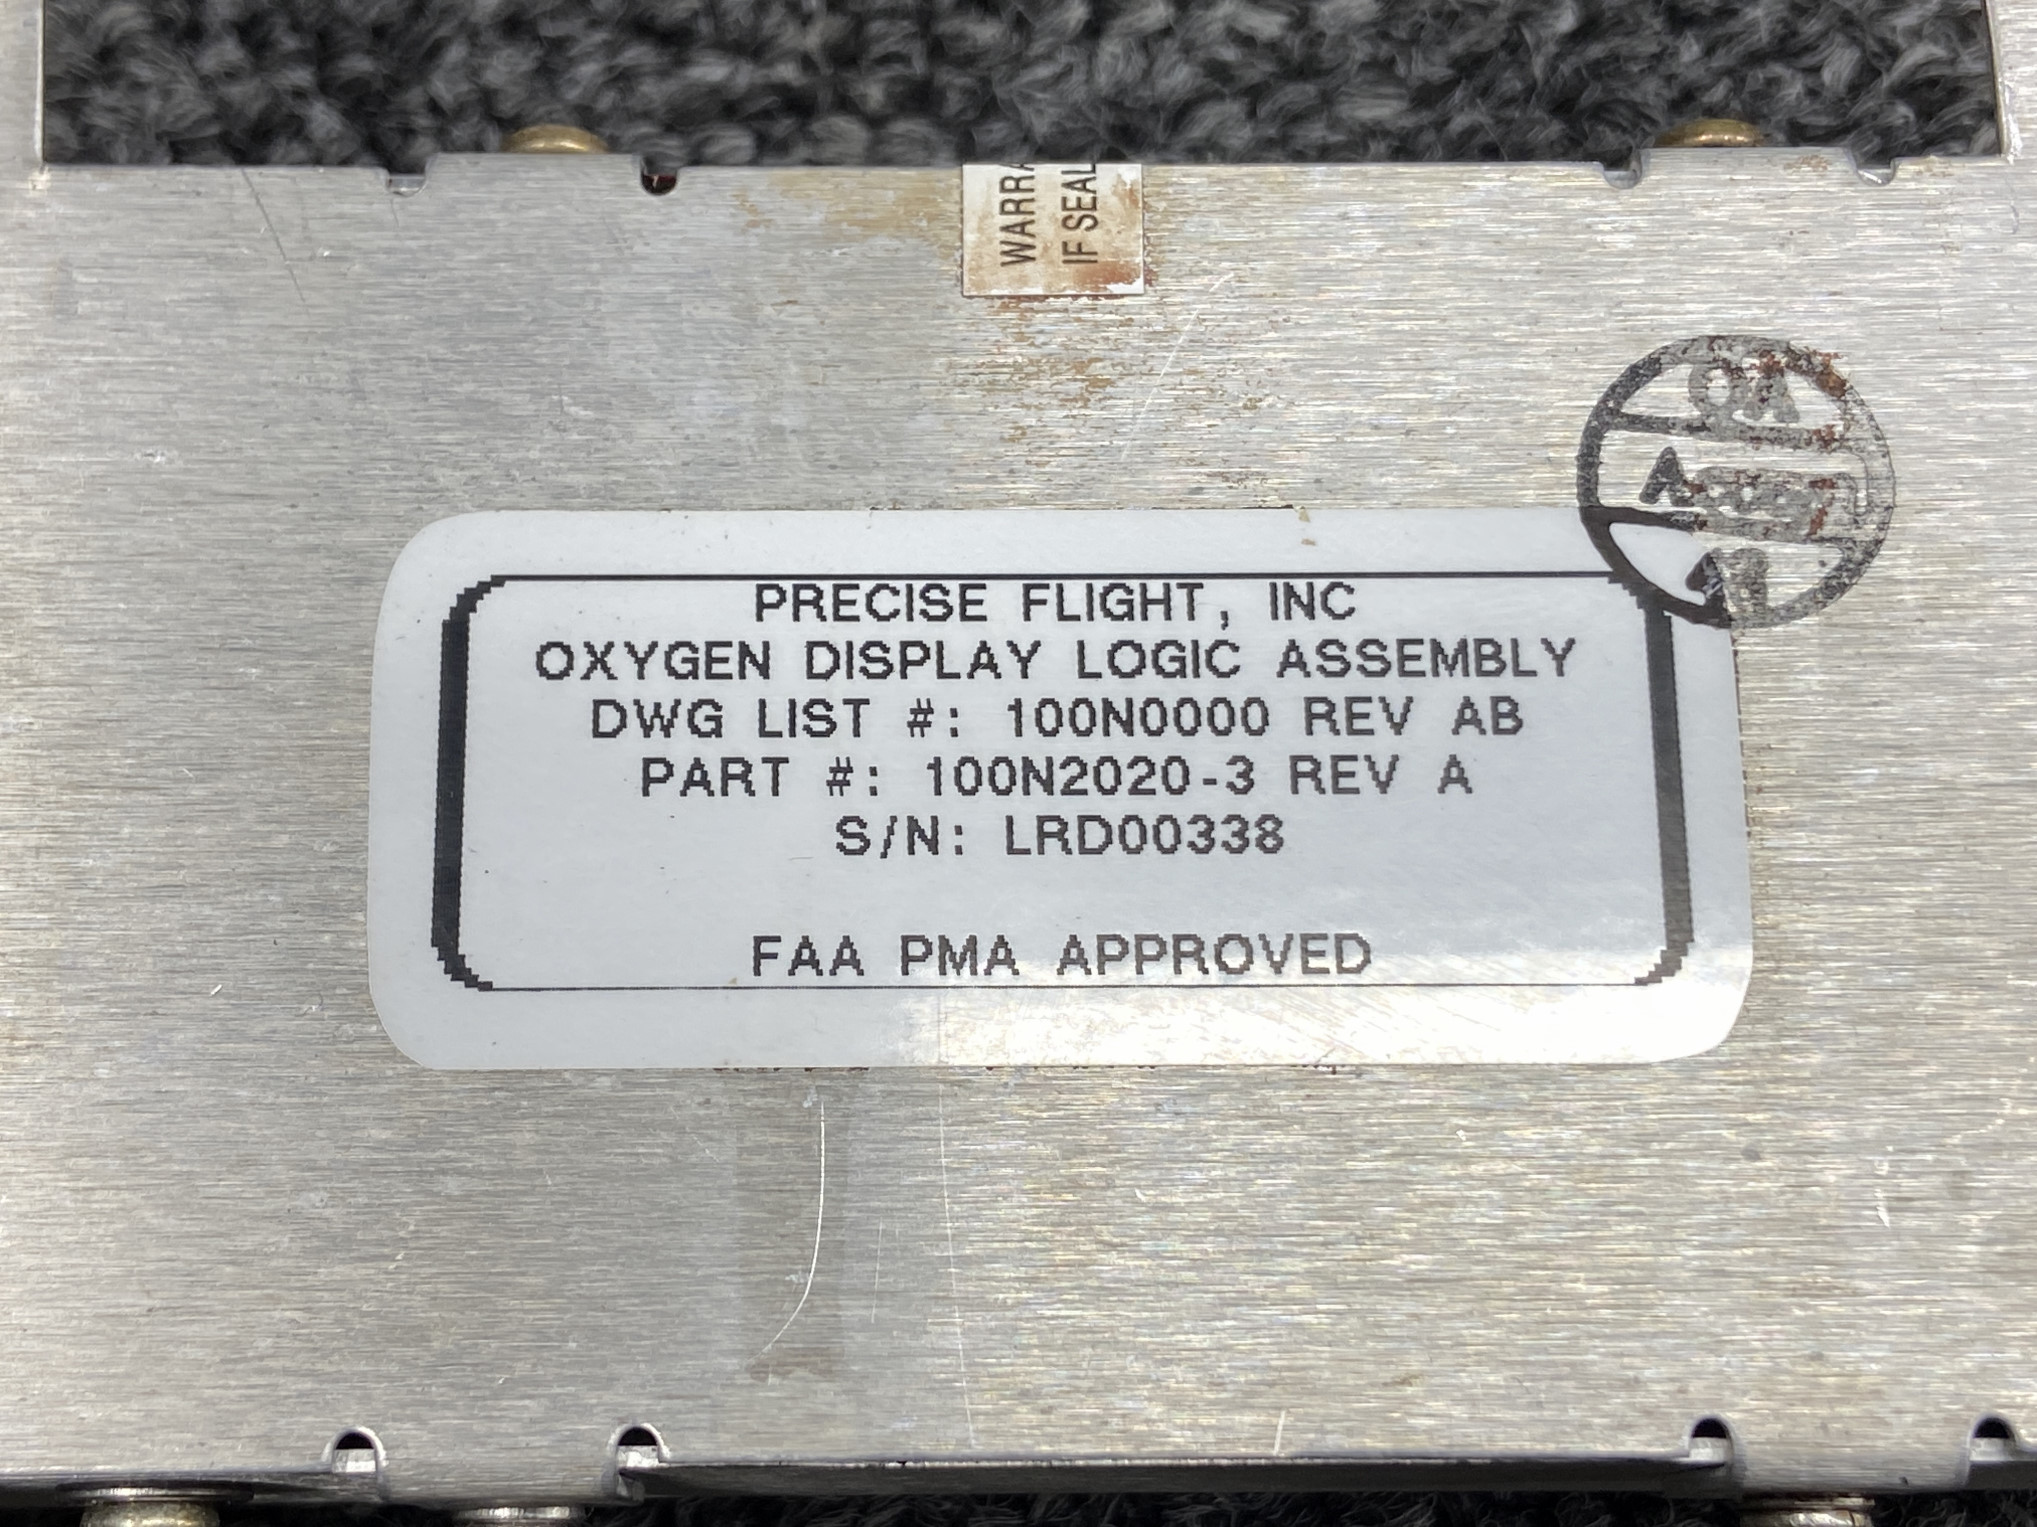 WARRA
IF SEAL
PRECISE FLIGHT, INC
OXYGEN DISPLAY LOGIC ASSEMBLY
DWG LIST #: 100N0000 REV AB
PART #: 100N2020-3 REV A
S/N: LRD00338
FAA PMA APPROVED